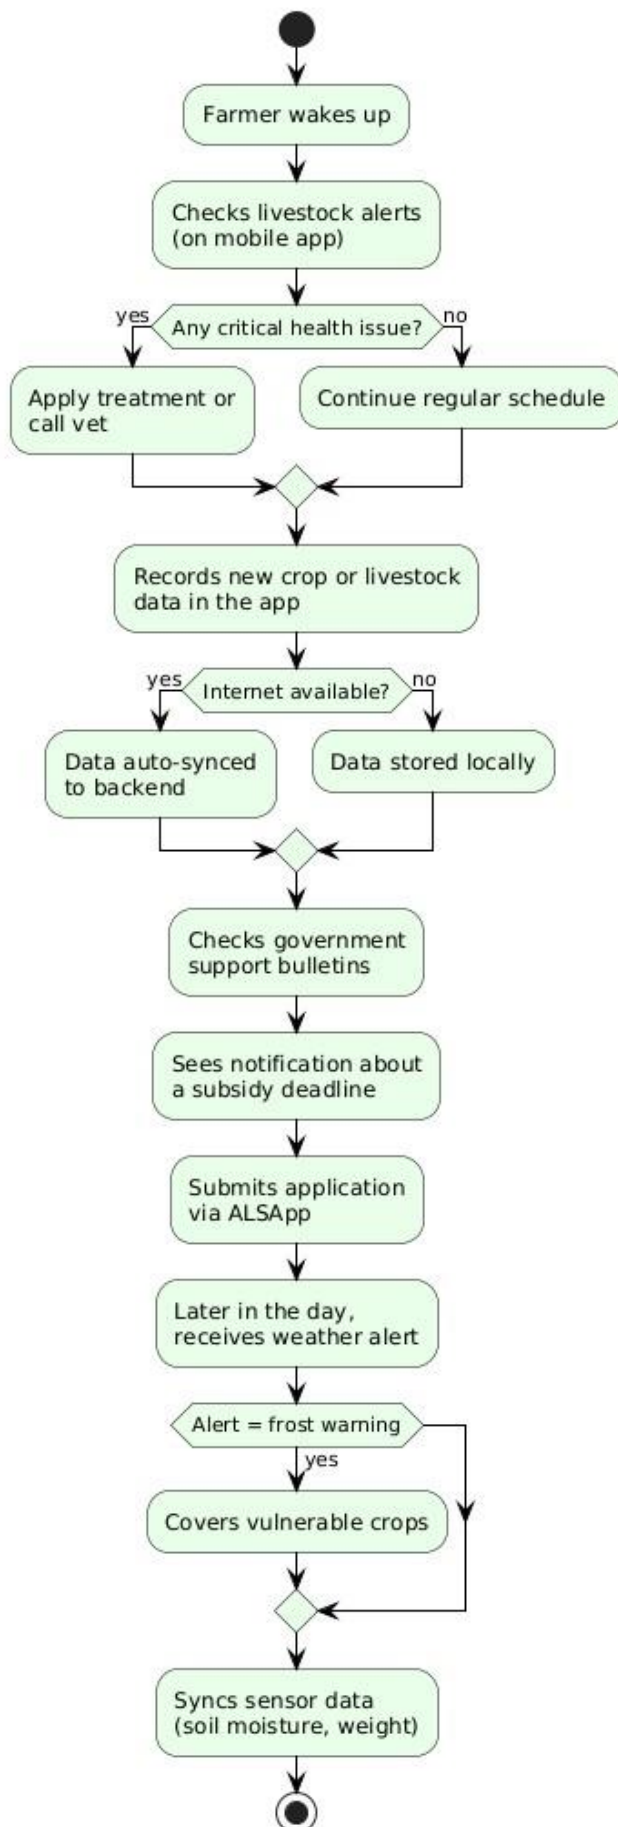 Farmer wakes up
Checks livestock alerts
(on mobile app)
yes
Any critical health issue?
no
Apply treatment or
call vet
Continue regular schedule
Records new crop or livestock
data in the app
yes
Internet available?
no
Data auto-synced
to backend
Data stored locally
Checks government
support bulletins
Sees notification about
a subsidy deadline
Submits application
via ALSApp
Later in the day,
receives weather alert
Alert = frost warning
yes
Covers vulnerable crops
Syncs sensor data
(soil moisture, weight)